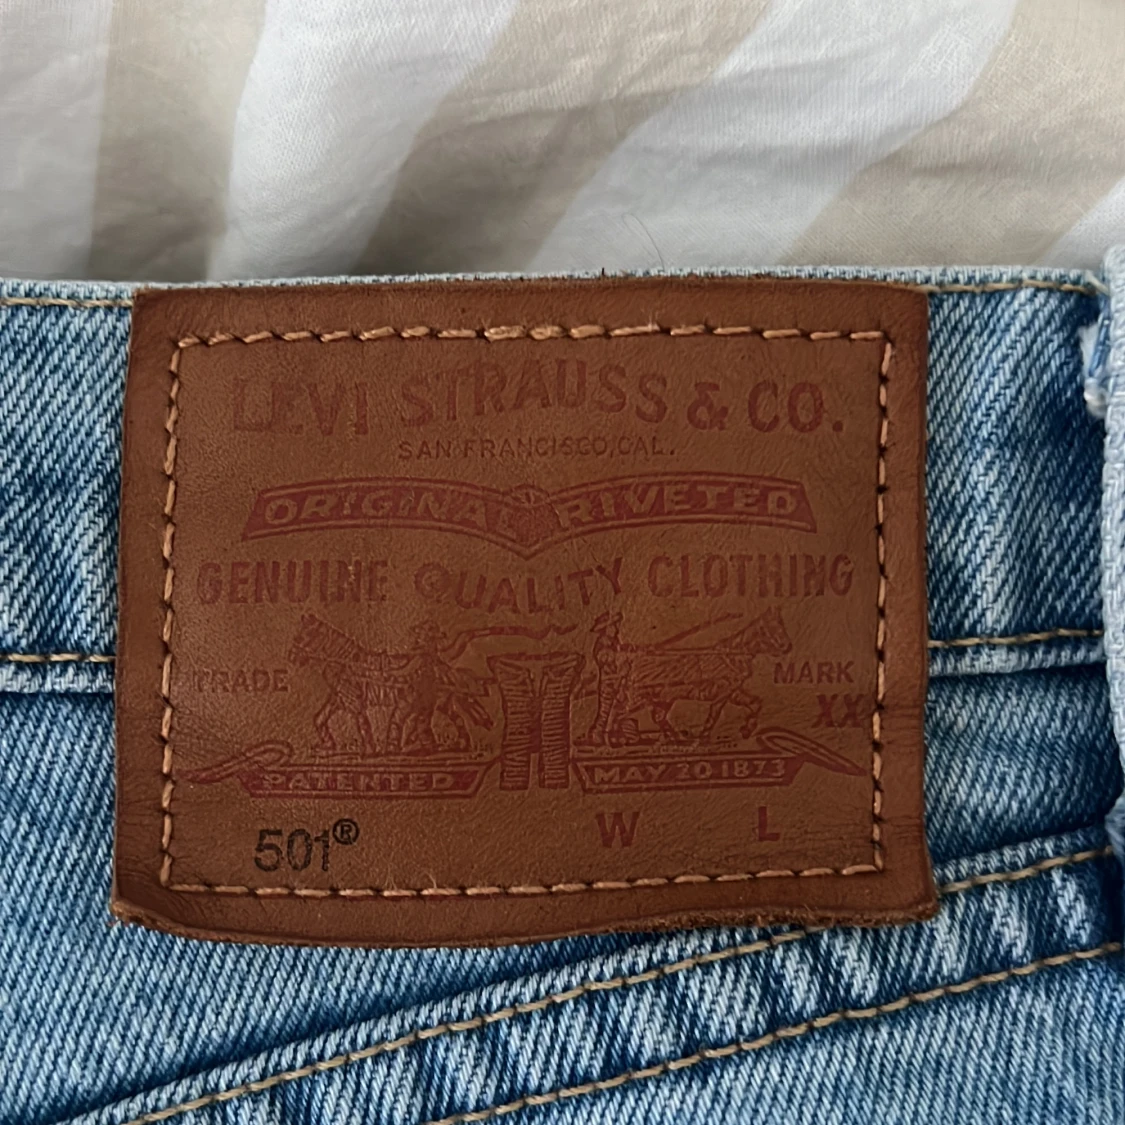 LEVI STRAUSS & CO.
SAN FRANCISCO, CAL.
ORIGINAL RIVETED
GENUINE QUALITY CLOTHING
TRADE MARK
XX
PATENTED MAY 20 1873
501® W L